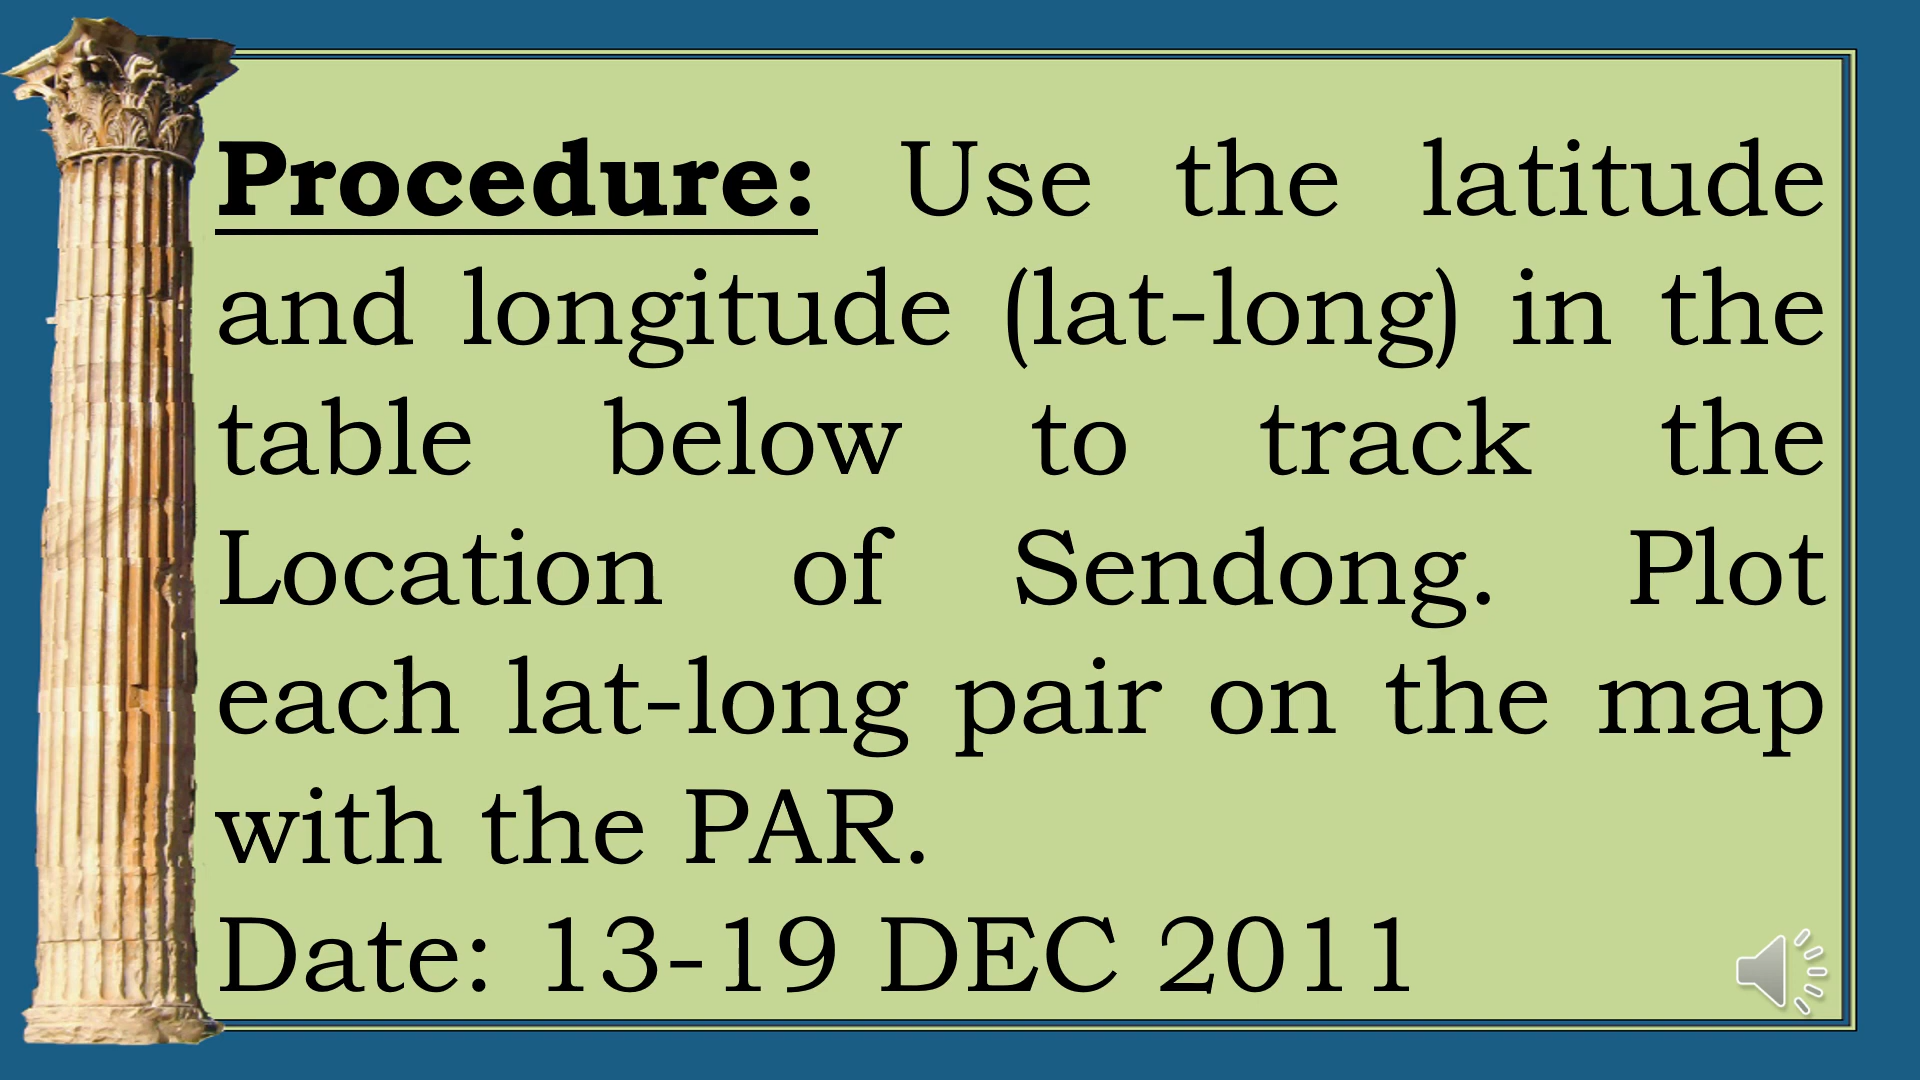 Procedure: Use the latitude
and longitude (lat-long) in the
table below to track the
Location of Sendong. Plot
each lat-long pair on the map
with the PAR.
Date: 13-19 DEC 2011